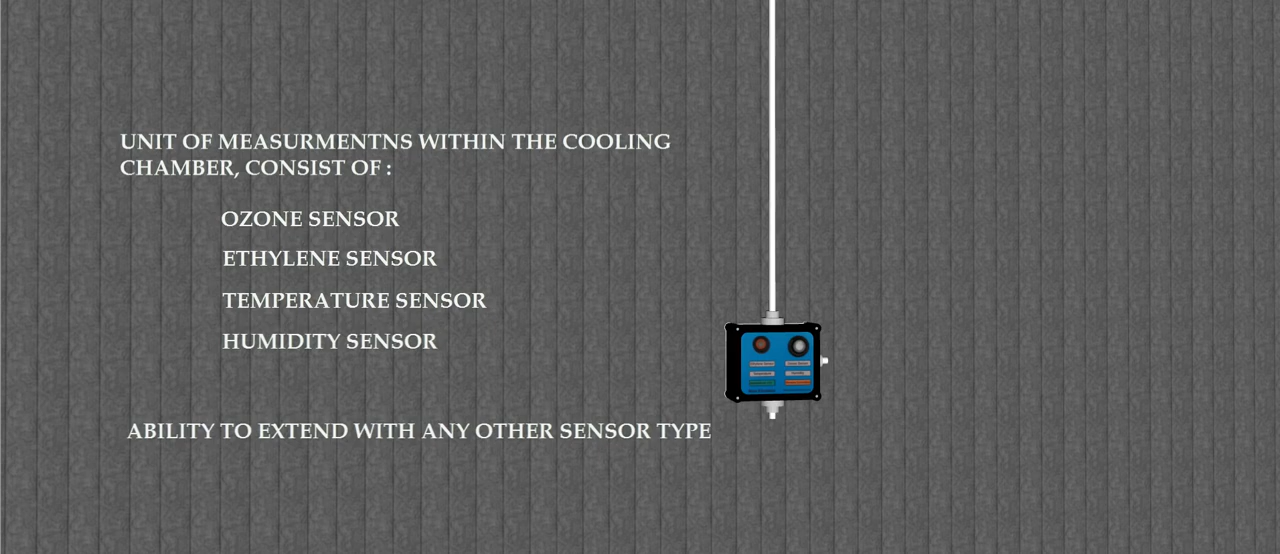 UNIT OF MEASURMENTNS WITHIN THE COOLING
CHAMBER, CONSIST OF :
OZONE SENSOR
ETHYLENE SENSOR
TEMPERATURE SENSOR
HUMIDITY SENSOR
ABILITY TO EXTEND WITH ANY OTHER SENSOR TYPE